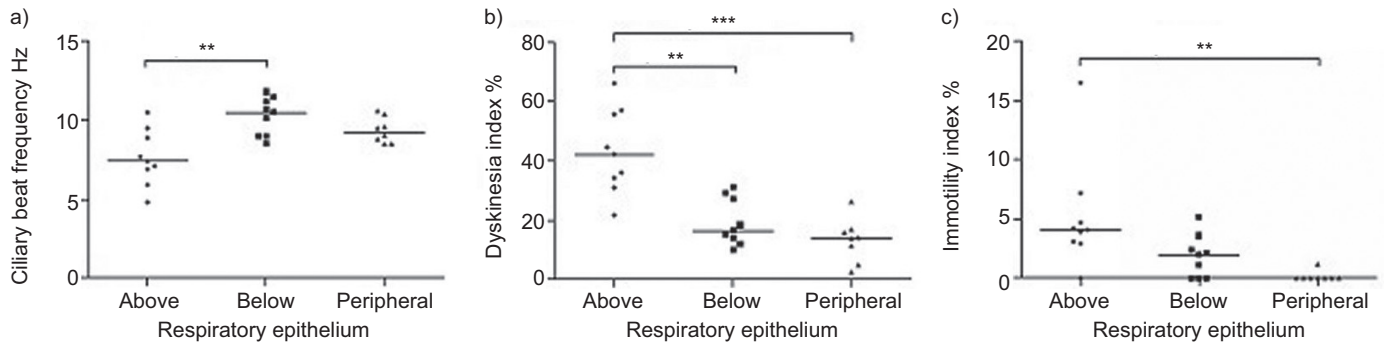 a)
Ciliary beat frequency Hz
15
10
5
0
**
Above Below Peripheral
Respiratory epithelium
b)
Dyskinesia index %
80
60
40
20
0
***
**
Above Below Peripheral
Respiratory epithelium
c)
Immotility index %
20
15
10
5
0
**
Above Below Peripheral
Respiratory epithelium